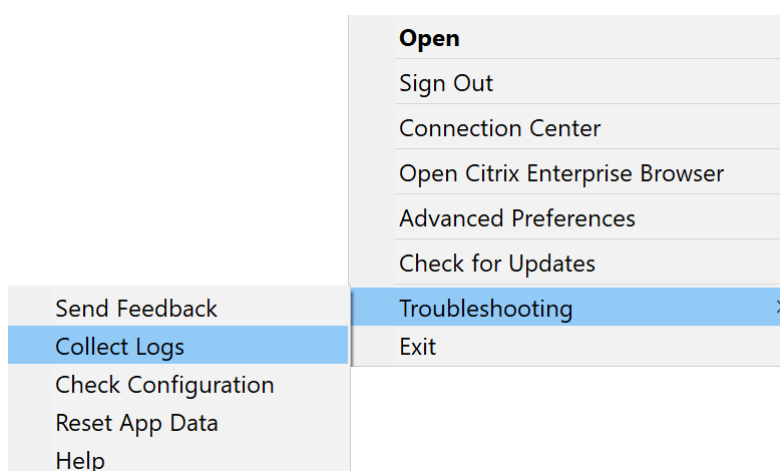 Open
Sign Out
Connection Center
Open Citrix Enterprise Browser
Advanced Preferences
Check for Updates
Troubleshooting
Exit
Send Feedback
Collect Logs
Check Configuration
Reset App Data
Help